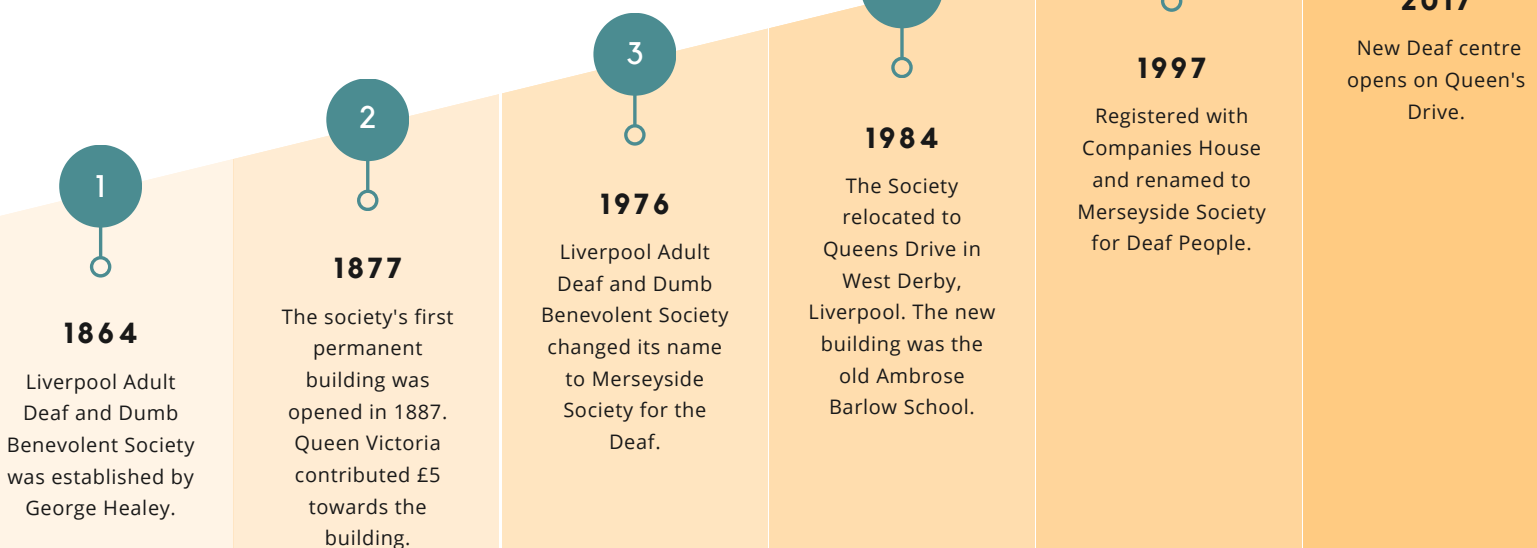 1
1864
Liverpool Adult
Deaf and Dumb
Benevolent Society
was established by
George Healey.
2
1877
The society's first
permanent
building was
opened in 1887.
Queen Victoria
contributed £5
towards the
building.
3
1976
Liverpool Adult
Deaf and Dumb
Benevolent Society
changed its name
to Merseyside
Society for the
Deaf.
1984
The Society
relocated to
Queens Drive in
West Derby,
Liverpool. The new
building was the
old Ambrose
Barlow School.
1997
Registered with
Companies House
and renamed to
Merseyside Society
for Deaf People.
2017
New Deaf centre
opens on Queen's
Drive.